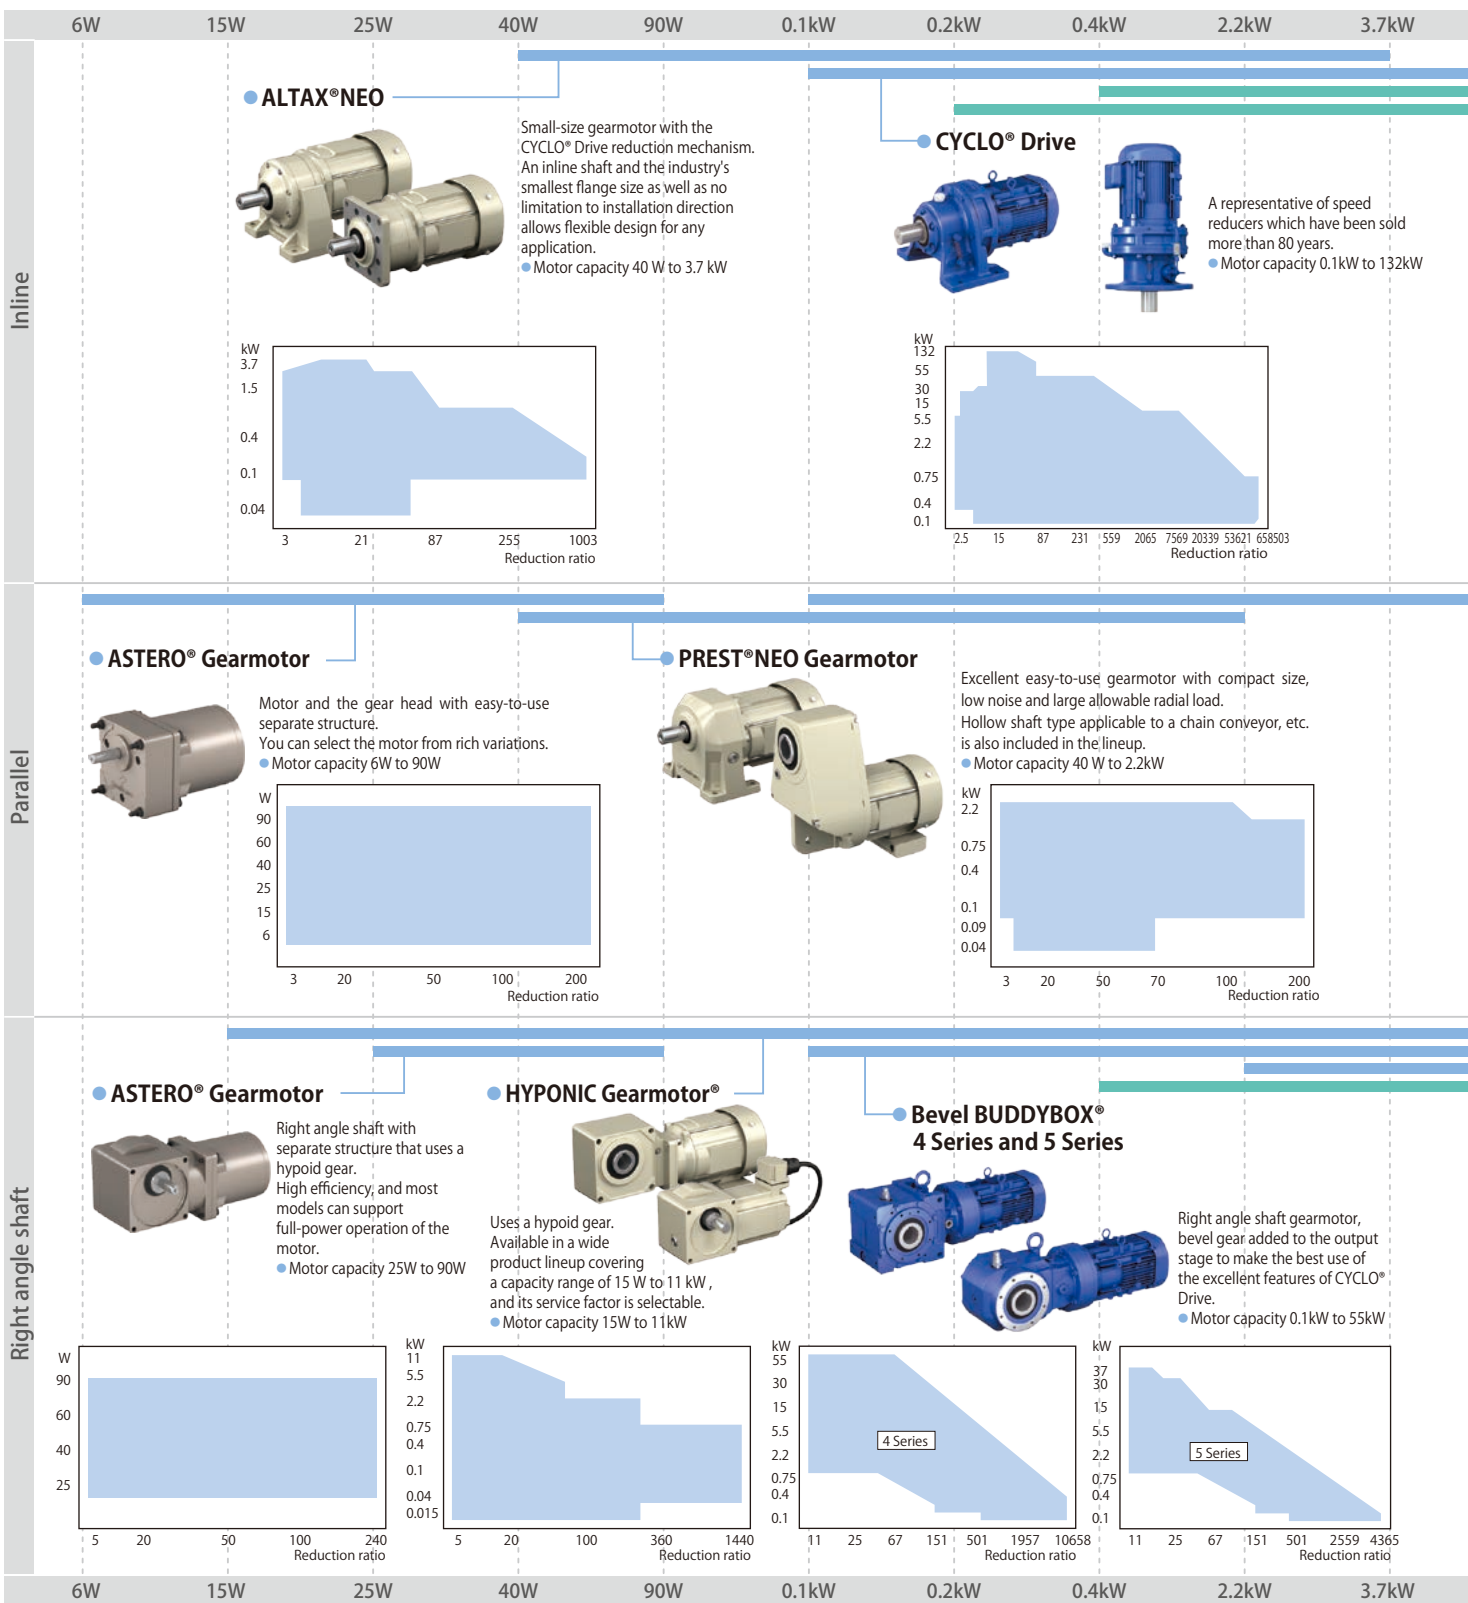 6W 15W 25W 40W 90W 0.1kW 0.2kW 0.4kW 2.2kW 3.7kW
Inline
ALTAX®NEO
Small-size gearmotor with the
CYCLO® Drive reduction mechanism.
An inline shaft and the industry's
smallest flange size as well as no
limitation to installation direction
allows flexible design for any
application.
Motor capacity 40 W to 3.7 kW
kW
3.7
1.5
0.4
0.1
0.04
3 21 87 255 1003
Reduction ratio
CYCLO® Drive
A representative of speed
reducers which have been sold
more than 80 years.
Motor capacity 0.1kW to 132kW
kW
132
55
30
15
5.5
2.2
0.75
0.4
0.1
2.5 15 87 231 559 2065 7569 20339 53621 658503
Reduction ratio
Parallel
ASTERO® Gearmotor
Motor and the gear head with easy-to-use
separate structure.
You can select the motor from rich variations.
Motor capacity 6W to 90W
W
90
60
40
25
15
6
3 20 50 100 200
Reduction ratio
PREST®NEO Gearmotor
Excellent easy-to-use gearmotor with compact size,
low noise and large allowable radial load.
Hollow shaft type applicable to a chain conveyor, etc.
is also included in the lineup.
Motor capacity 40 W to 2.2kW
kW
2.2
0.75
0.4
0.1
0.09
0.04
3 20 50 70 100 200
Reduction ratio
Right angle shaft
ASTERO® Gearmotor
Right angle shaft with
separate structure that uses a
hypoid gear.
High efficiency, and most
models can support
full-power operation of the
motor.
Motor capacity 25W to 90W
W
90
60
40
25
5 20 50 100 240
Reduction ratio
HYPONIC Gearmotor®
Uses a hypoid gear.
Available in a wide
product lineup covering
a capacity range of 15 W to 11 kW ,
and its service factor is selectable.
Motor capacity 15W to 11kW
kW
11
5.5
2.2
0.75
0.4
0.1
0.04
0.015
5 20 100 360 1440
Reduction ratio
Bevel BUDDYBOX®
4 Series and 5 Series
Right angle shaft gearmotor,
bevel gear added to the output
stage to make the best use of
the excellent features of CYCLO®
Drive.
Motor capacity 0.1kW to 55kW
kW
55
30
15
5.5
2.2
0.75
0.4
0.1
4 Series
11 25 67 151 501 1957 10658
Reduction ratio
kW
37
30
15
5.5
2.2
0.75
0.4
0.1
5 Series
11 25 67 151 501 2559 4365
Reduction ratio
6W 15W 25W 40W 90W 0.1kW 0.2kW 0.4kW 2.2kW 3.7kW